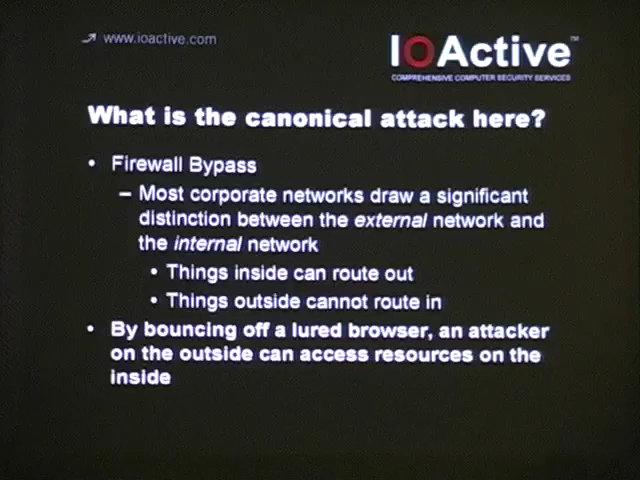 www.ioactive.com
IOActive™
COMPREHENSIVE COMPUTER SECURITY SERVICES
What is the canonical attack here?
• Firewall Bypass
– Most corporate networks draw a significant
distinction between the external network and
the internal network
• Things inside can route out
• Things outside cannot route in
• By bouncing off a lured browser, an attacker
on the outside can access resources on the
inside